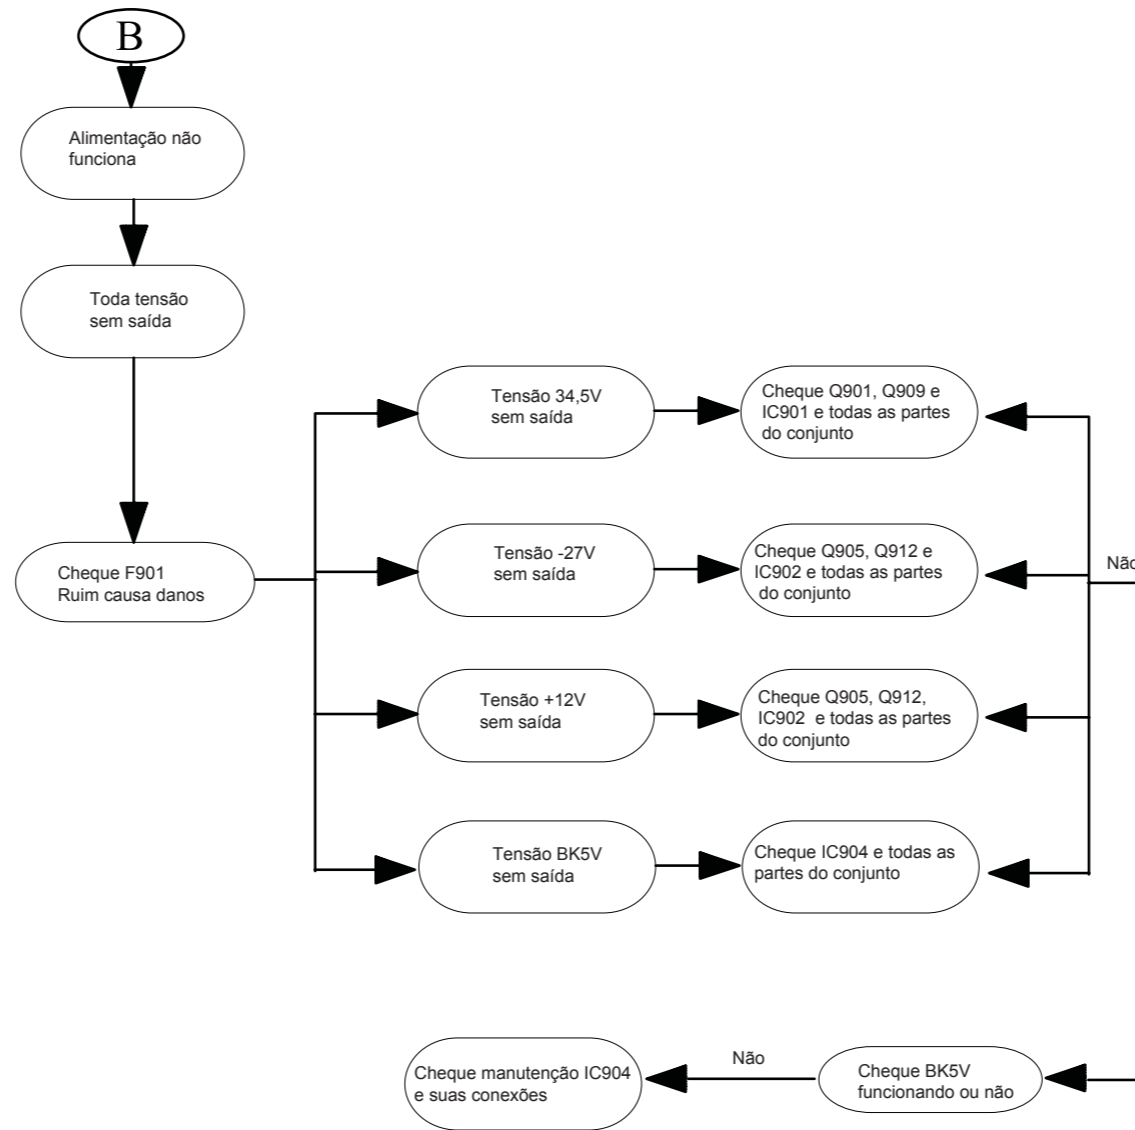 B
Alimentação não
funciona
Toda tensão
sem saída
Cheque F901
Ruim causa danos
Tensão 34,5V
sem saída
Cheque Q901, Q909 e
IC901 e todas as partes
do conjunto
Tensão -27V
sem saída
Cheque Q905, Q912 e
IC902 e todas as partes
do conjunto
Não
Tensão +12V
sem saída
Cheque Q905, Q912,
IC902 e todas as partes
do conjunto
Tensão BK5V
sem saída
Cheque IC904 e todas as
partes do conjunto
Cheque manutenção IC904
e suas conexões
Não
Cheque BK5V
funcionando ou não